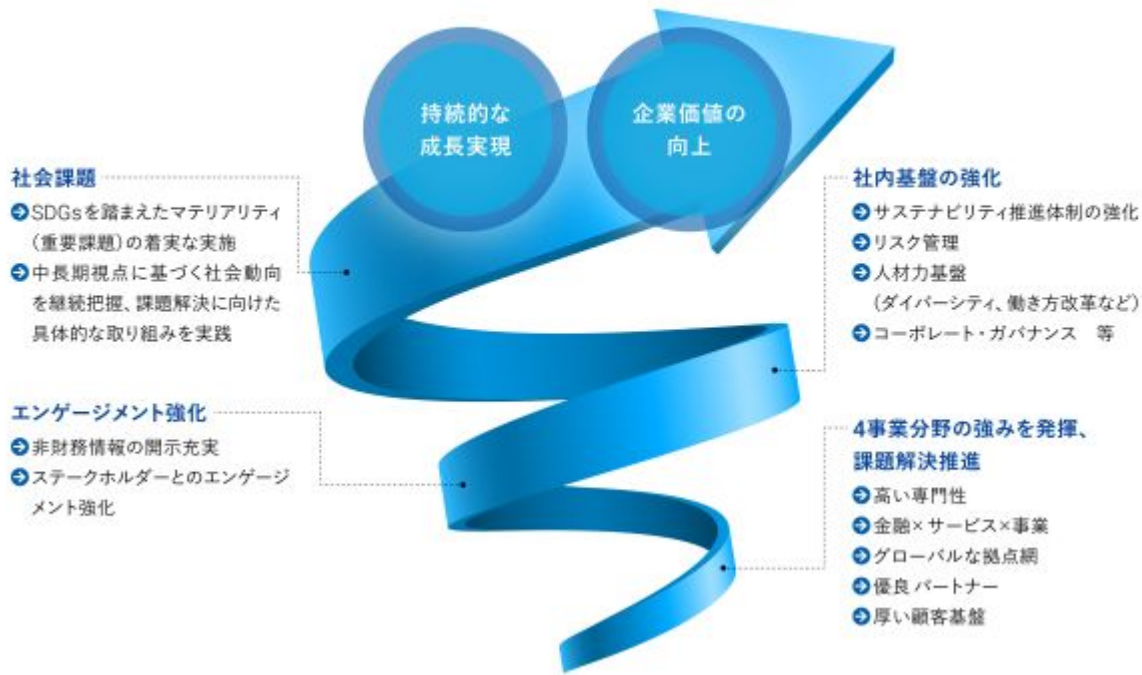 持続的な
成長実現
企業価値の
向上
社会課題
SDGsを踏まえたマテリアリティ
(重要課題)の着実な実施
中長期視点に基づく社会動向
を継続把握、課題解決に向けた
具体的な取り組みを実践
エンゲージメント強化
非財務情報の開示充実
ステークホルダーとのエンゲージ
メント強化
社内基盤の強化
サステナビリティ推進体制の強化
リスク管理
人材力基盤
(ダイバーシティ、働き方改革など)
コーポレート・ガバナンス 等
4事業分野の強みを発揮、
課題解決推進
高い専門性
金融×サービス×事業
グローバルな拠点網
優良パートナー
厚い顧客基盤